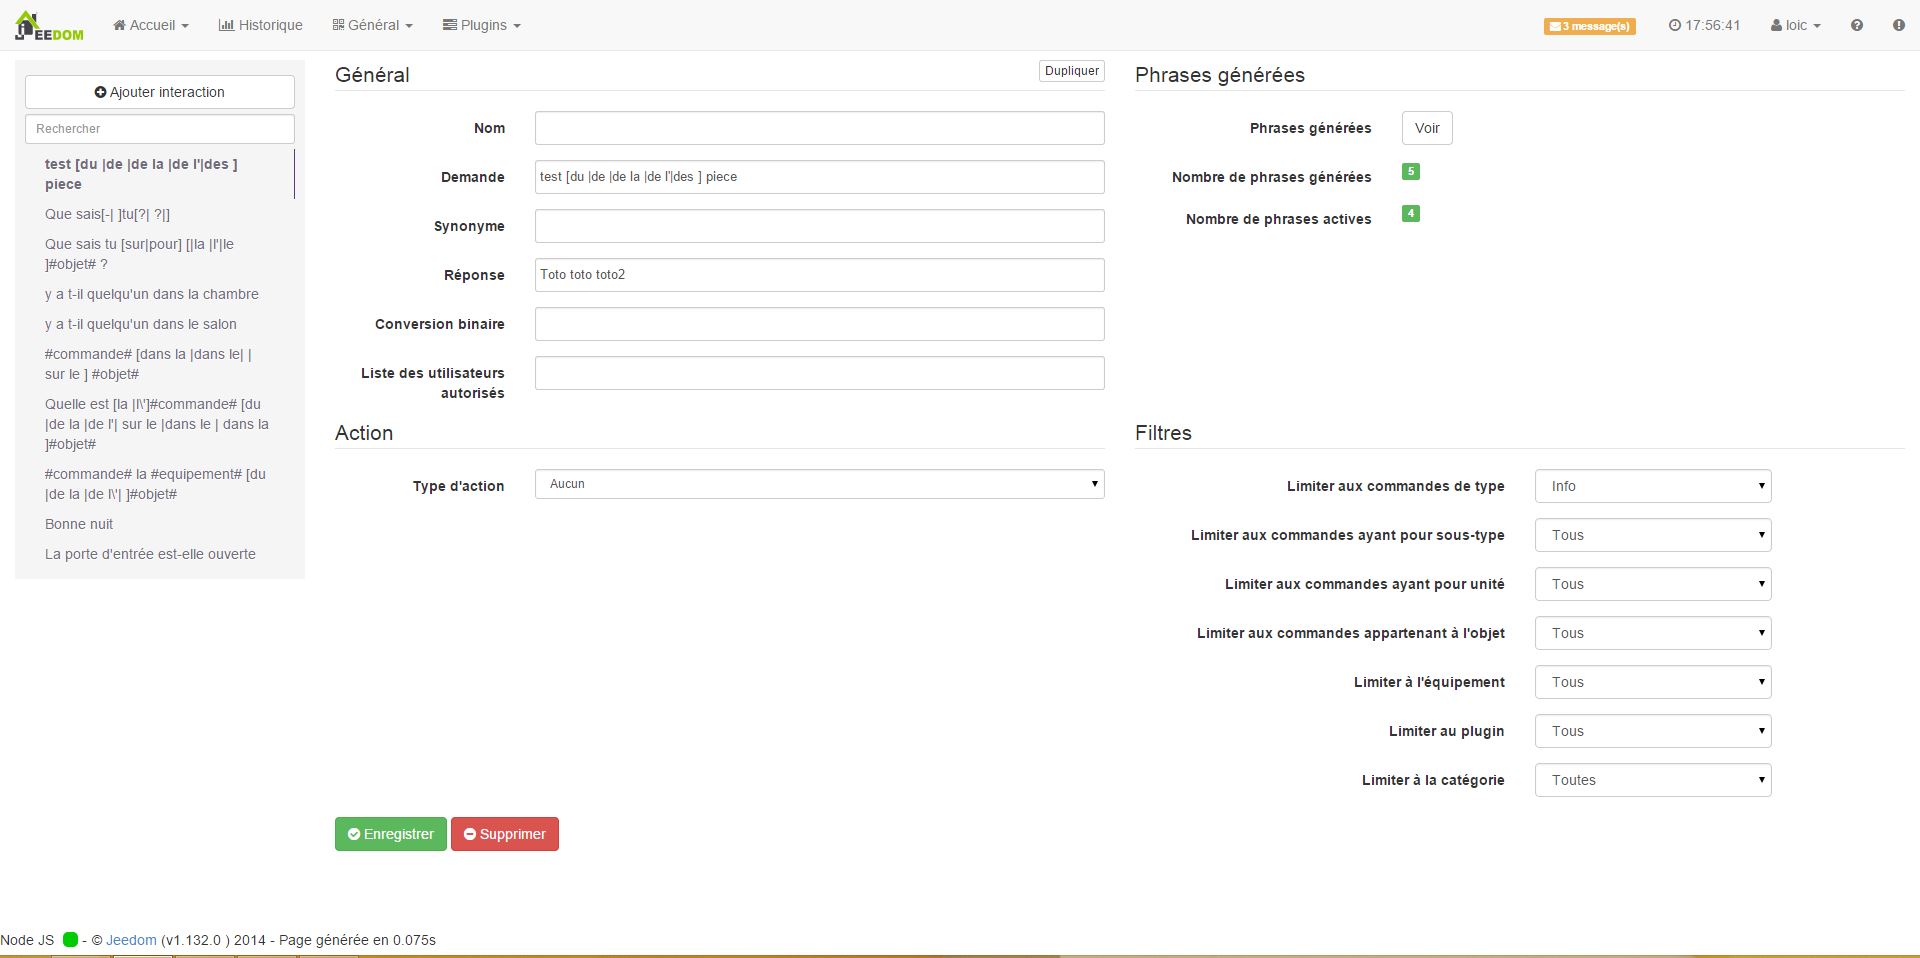 JEEDOM Accueil Historique Général Plugins 3 message(s) 17:56:41 loic
Ajouter interaction
Rechercher
test [du |de |de la |de l'|des ]
piece
Que sais[-| ]tu[?| ?|]
Que sais tu [sur|pour] [|la |l'|le
]#objet# ?
y a t-il quelqu'un dans la chambre
y a t-il quelqu'un dans le salon
#commande# [dans la |dans le| |
sur le ] #objet#
Quelle est [la |l\']#commande# [du
|de la |de l'| sur le |dans le | dans la
]#objet#
#commande# la #equipement# [du
|de la |de l\'| ]#objet#
Bonne nuit
La porte d'entrée est-elle ouverte
Général Dupliquer
Nom
Demande test [du |de |de la |de l'|des ] piece
Synonyme
Réponse Toto toto toto2
Conversion binaire
Liste des utilisateurs
autorisés
Phrases générées
Phrases générées Voir
Nombre de phrases générées 5
Nombre de phrases actives 4
Action
Type d'action Aucun
Filtres
Limiter aux commandes de type Info
Limiter aux commandes ayant pour sous-type Tous
Limiter aux commandes ayant pour unité Tous
Limiter aux commandes appartenant à l'objet Tous
Limiter à l'équipement Tous
Limiter au plugin Tous
Limiter à la catégorie Toutes
Enregistrer Supprimer
Node JS - © Jeedom (v1.132.0 ) 2014 - Page générée en 0.075s